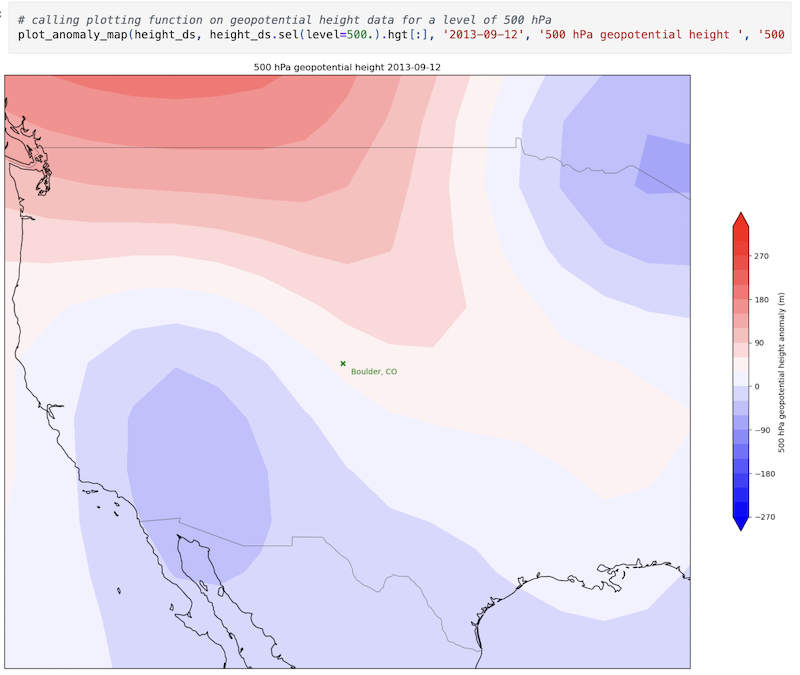 # calling plotting function on geopotential height data for a level of 500 hPa
plot_anomaly_map(height_ds, height_ds.sel(level=500.).hgt[:], '2013-09-12', '500 hPa geopotential height ', '500
500 hPa geopotential height 2013-09-12
Boulder, CO
270
180
90
0
−90
−180
−270
500 hPa geopotential height anomaly (m)